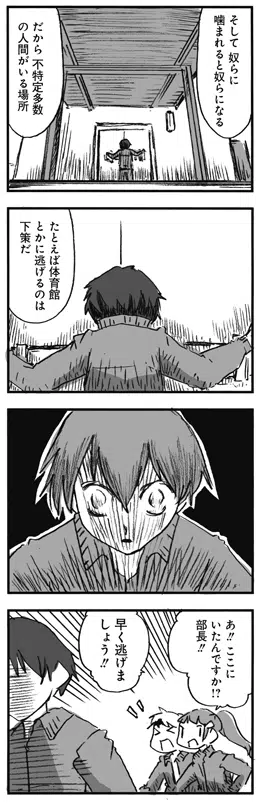 そして 奴らに
噛まれると奴らになる
だから 不特定多数
の人間がいる場所
たとえば体育館
とかに逃げるのは
下策だ
あ!! ここに
いたんですか!?
部長!!
早く逃げま
しょう!!